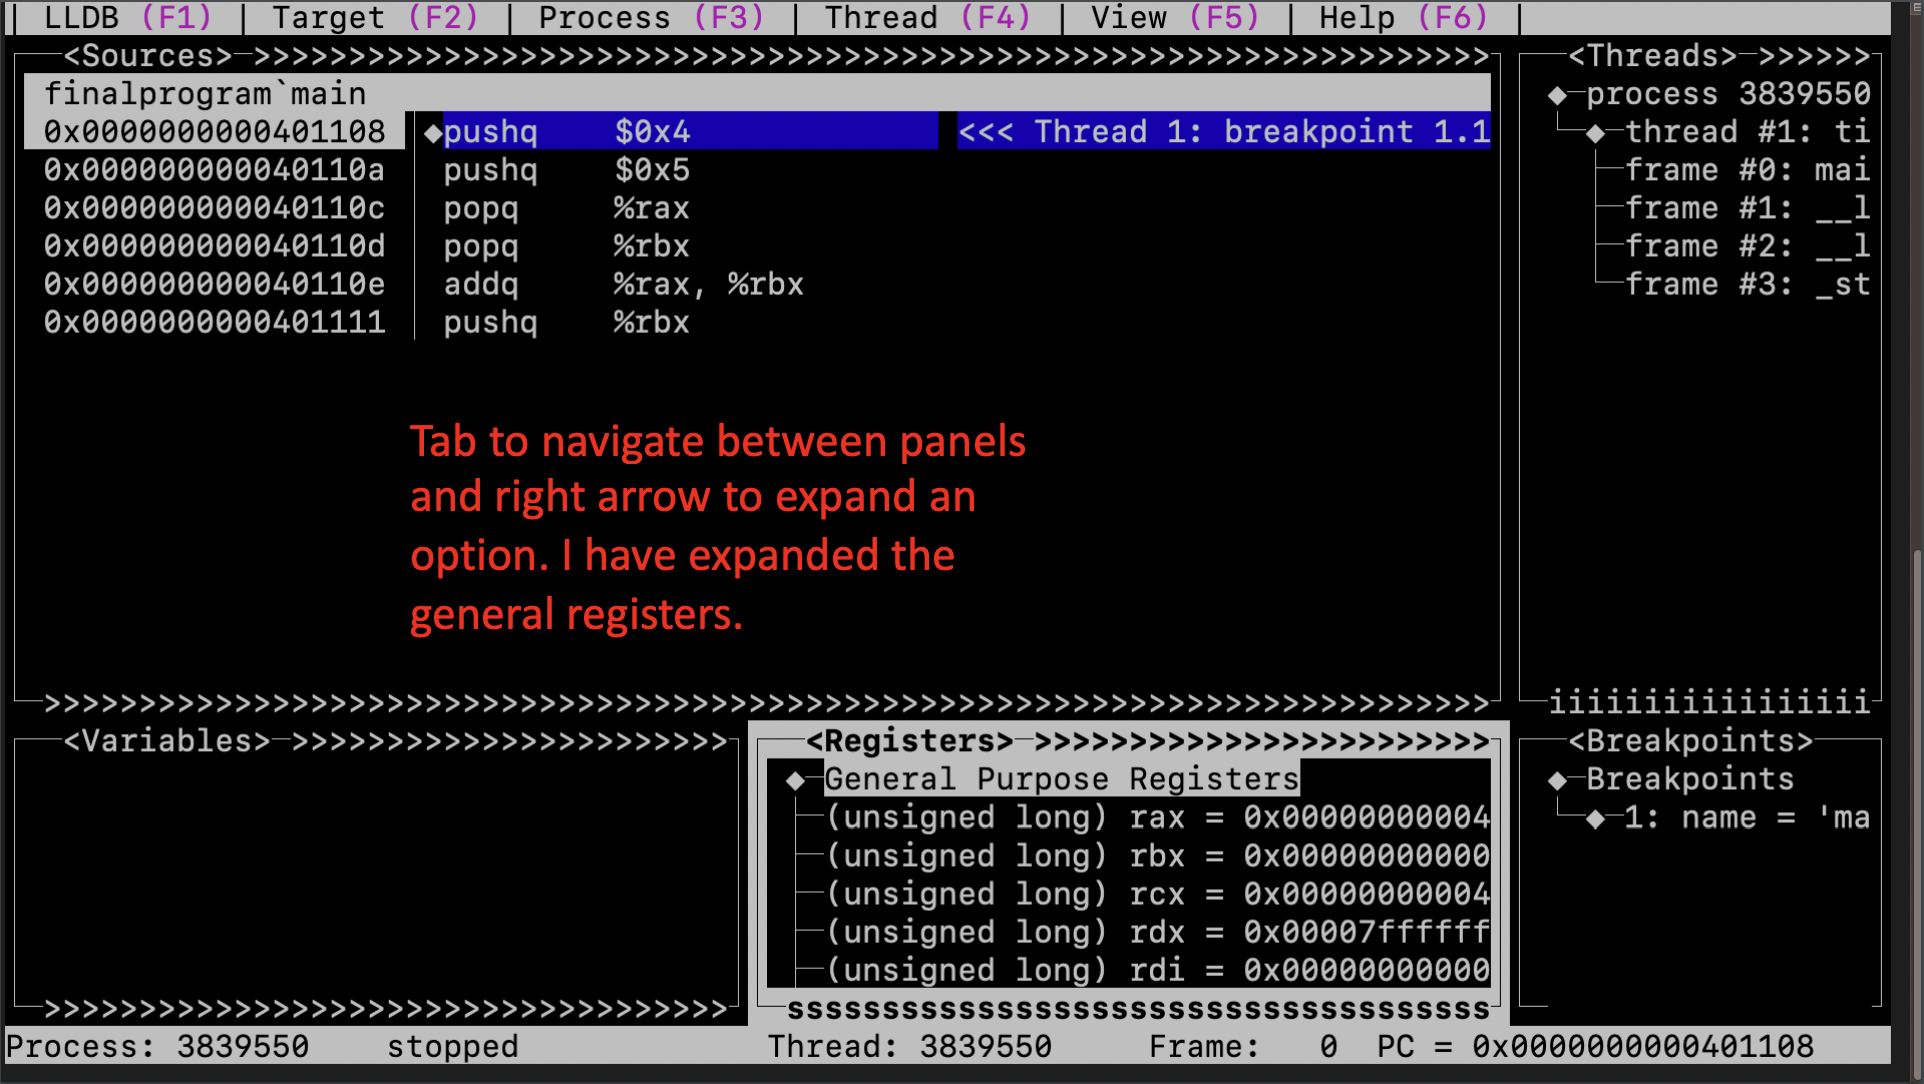 | LLDB (F1) | Target (F2) | Process (F3) | Thread (F4) | View (F5) | Help (F6) |
<Sources>
finalprogram`main
0x0000000000401108 ◆pushq $0x4 <<< Thread 1: breakpoint 1.1
0x000000000040110a pushq $0x5
0x000000000040110c popq %rax
0x000000000040110d popq %rbx
0x000000000040110e addq %rax, %rbx
0x0000000000401111 pushq %rbx
Tab to navigate between panels
and right arrow to expand an
option. I have expanded the
general registers.
<Threads>
◆─process 3839550
◆─thread #1: ti
frame #0: mai
frame #1: __l
frame #2: __l
frame #3: _st
<Variables>
<Registers>
◆─General Purpose Registers
(unsigned long) rax = 0x00000000004
(unsigned long) rbx = 0x00000000000
(unsigned long) rcx = 0x00000000004
(unsigned long) rdx = 0x00007ffffff
(unsigned long) rdi = 0x00000000000
<Breakpoints>
◆─Breakpoints
◆─1: name = 'ma
Process: 3839550 stopped Thread: 3839550 Frame: 0 PC = 0x0000000000401108